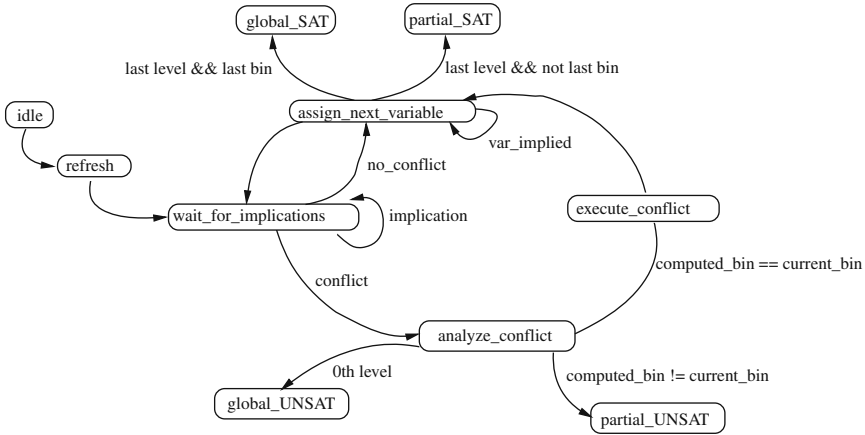 global_SAT
partial_SAT
last level && last bin
last level && not last bin
idle
assign_next_variable
var_implied
refresh
no_conflict
wait_for_implications
implication
execute_conflict
computed_bin == current_bin
conflict
analyze_conflict
0th level
computed_bin != current_bin
global_UNSAT
partial_UNSAT